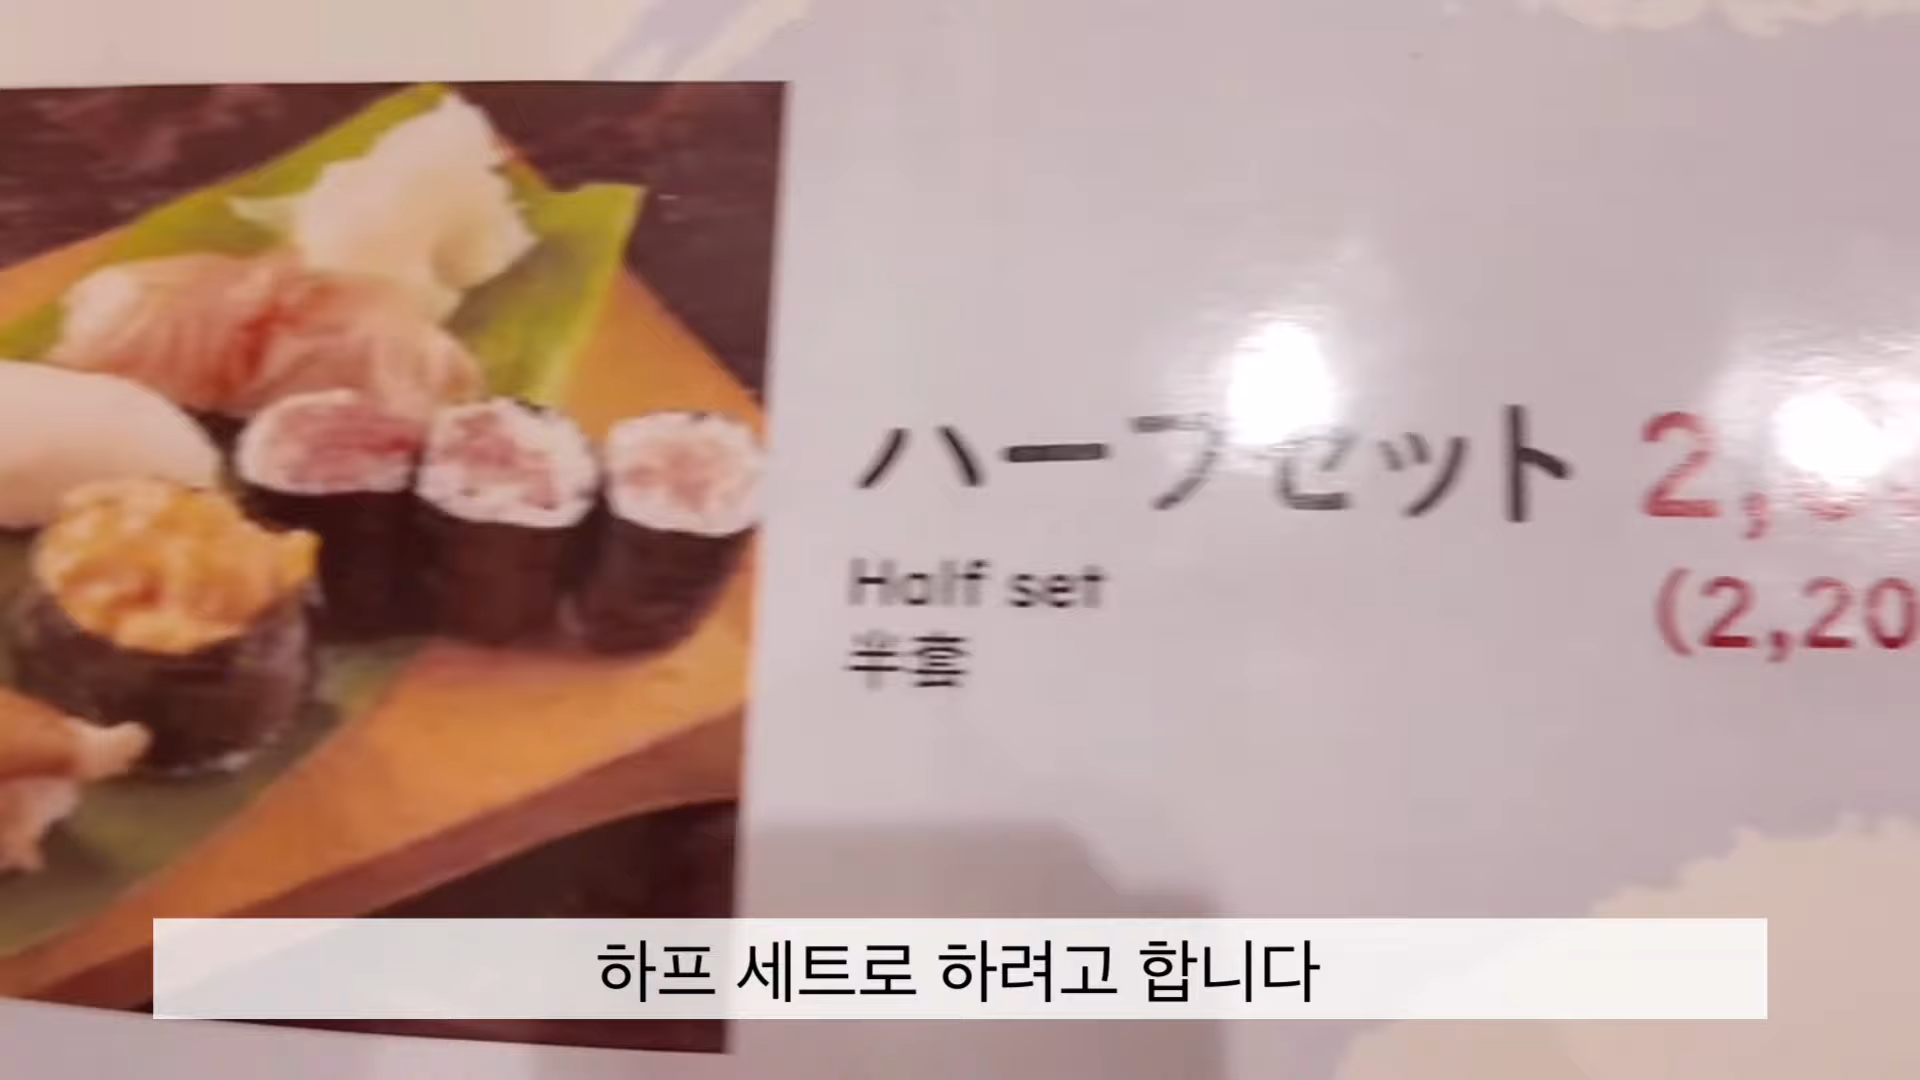 ハーフセット 2,
Half set
(2,20
半套
하프 세트로 하려고 합니다